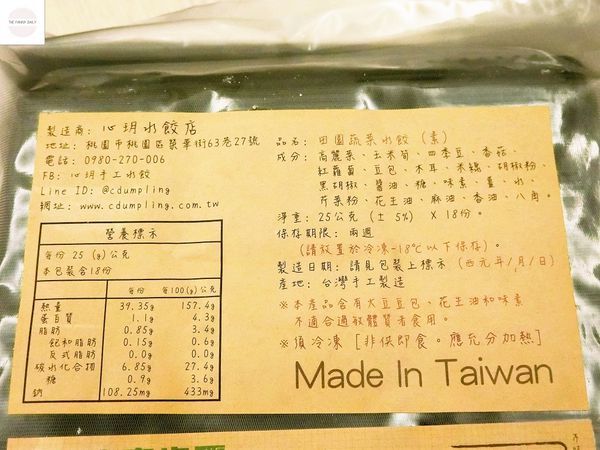 THE FUNNY DAILY
製造商: 心玥水餃店
地址: 桃園市桃園區榮華街63巷27號
電話: 0980-270-006
FB: 心玥手工水餃
Line ID: @cdumpling
網址: www.cdumpling.com.tw
營養標示
每份 25 (g) 公克
本包裝含18份
每份 每100(g)公克
熱量 39.35g 157.4g
蛋百質 1.1g 4.3g
脂肪 0.85g 3.4g
飽和脂肪 0.15g 0.6g
反式脂肪 0.0g 0.0g
碳水化合物 6.85g 27.4g
糖 0.9g 3.6g
鈉 108.25mg 433mg
品名: 田園蔬菜水餃 (素)
成分: 高麗菜、玉米筍、四季豆、香菇、
紅蘿蔔、豆包、木耳、冬粉、胡椒粉、
黑胡椒、醬油、糖、味素、薑、水、
芹菜粉、花王油、麻油、香油、八角。
淨重: 25公克 (± 5%) X 18份。
保存期限: 兩週
(請放置於冷凍-18℃以下保存)。
製造日期: 請見包裝上標示 (西元年/月/日)
產地: 台灣手工製造
※本產品含有大豆豆包、花王油和味素
不適合過敏體質者食用。
※須冷凍 [非供即食。應充分加熱]
Made In Taiwan